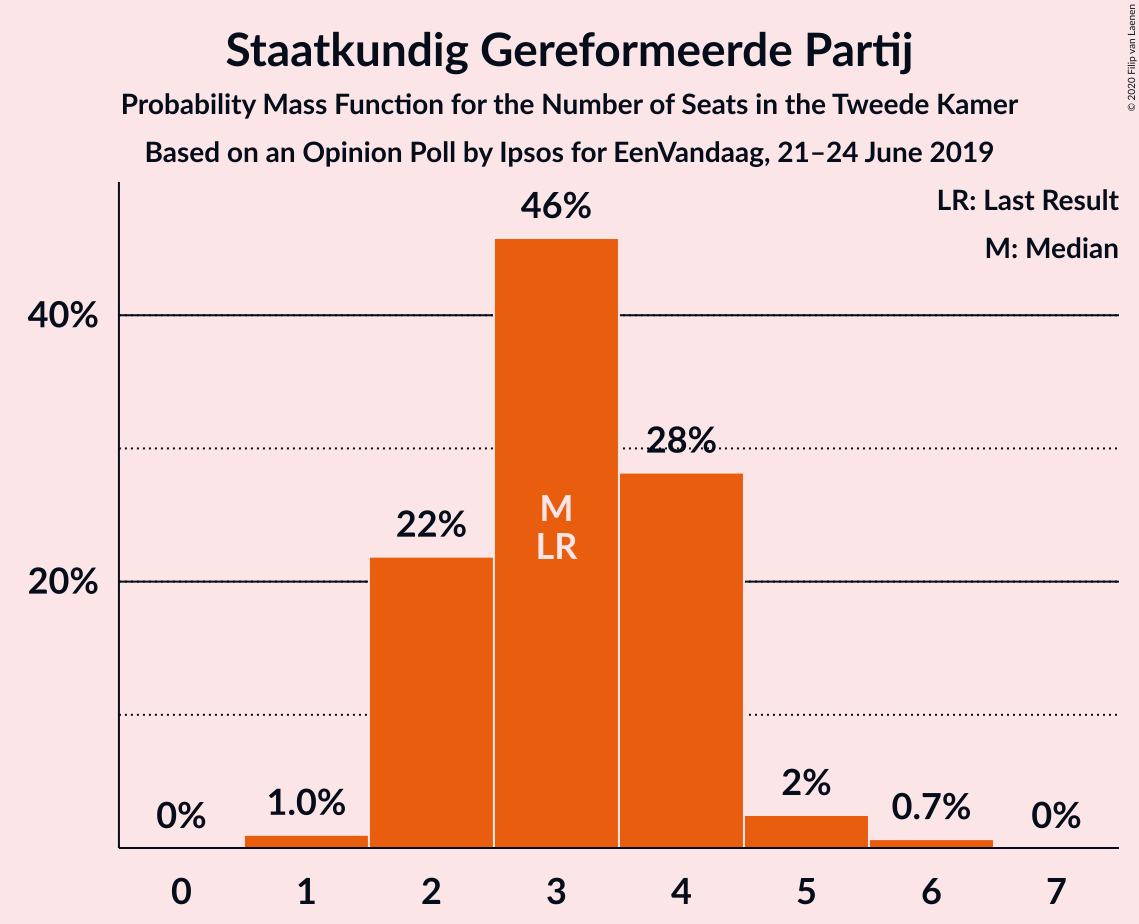 Staatkundig Gereformeerde Partij
Probability Mass Function for the Number of Seats in the Tweede Kamer
Based on an Opinion Poll by Ipsos for EenVandaag, 21–24 June 2019
© 2020 Filip van Laenen
LR: Last Result
M: Median
46%
40%
28%
M
22%
LR
20%
2%
1.0%
0.7%
0%
0%
0 1 2 3 4 5 6 7